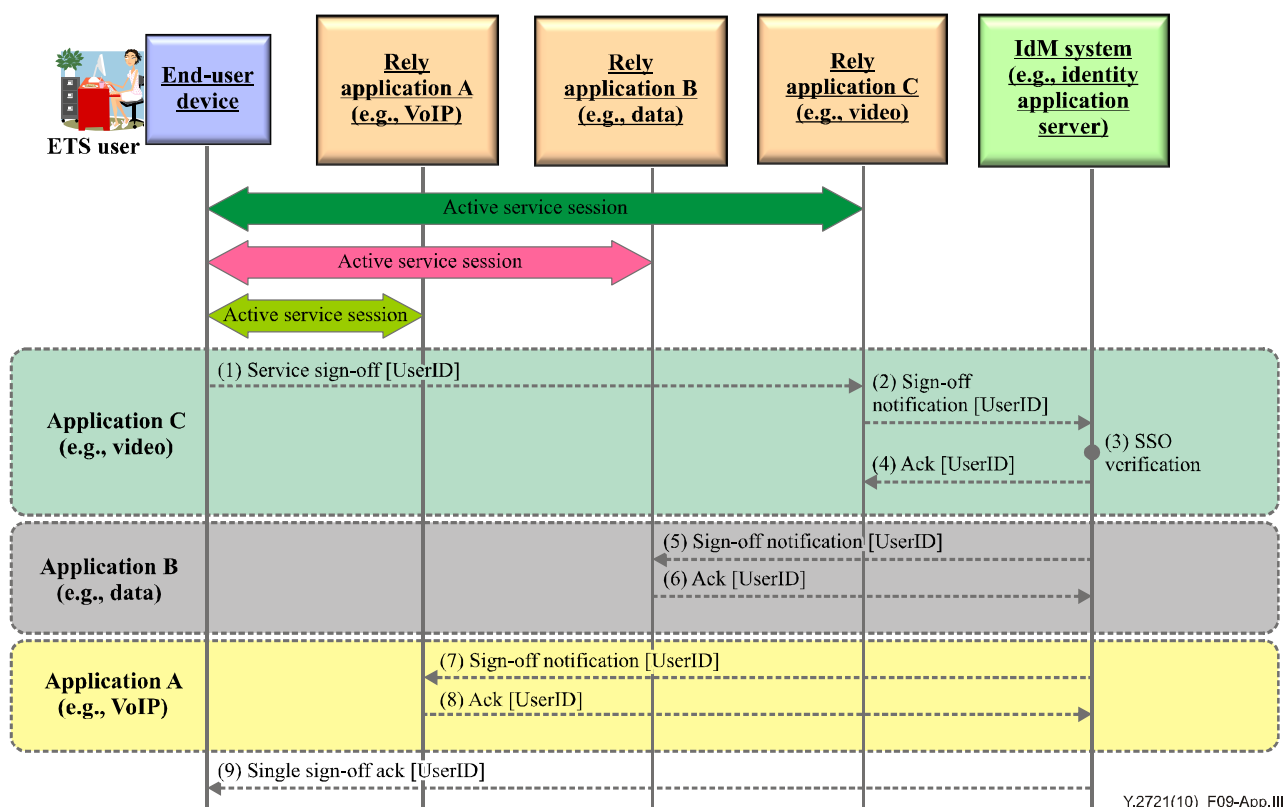 ETS user
End-user
device
Rely
application A
(e.g., VoIP)
Rely
application B
(e.g., data)
Rely
application C
(e.g., video)
IdM system
(e.g., identity
application
server)
Active service session
Active service session
Active service session
Application C
(e.g., video)
(1) Service sign-off [UserID]
(2) Sign-off
notification [UserID]
(3) SSO
verification
(4) Ack [UserID]
Application B
(e.g., data)
(5) Sign-off notification [UserID]
(6) Ack [UserID]
Application A
(e.g., VoIP)
(7) Sign-off notification [UserID]
(8) Ack [UserID]
(9) Single sign-off ack [UserID]
Y.2721(10)_F09-App.III